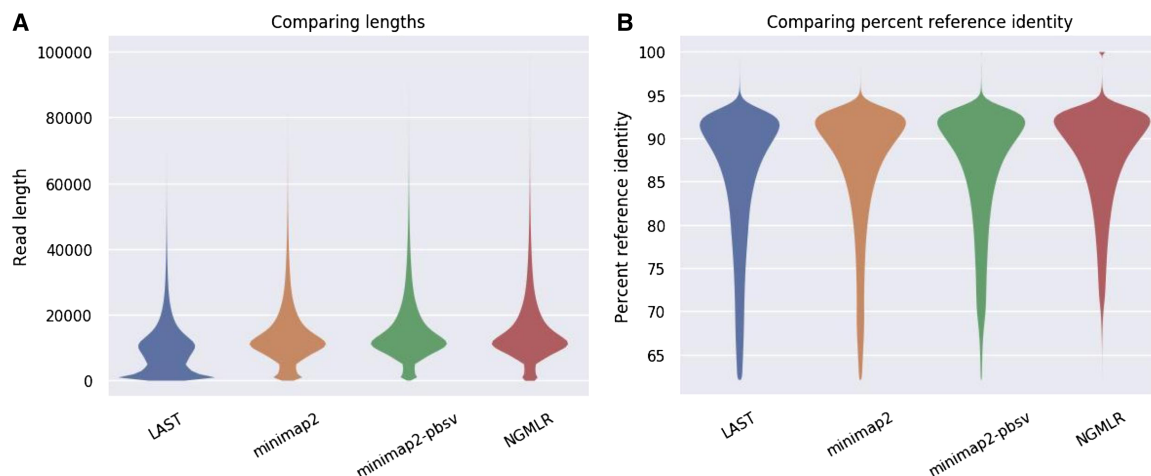 A
Comparing lengths
100000
80000
60000
40000
20000
0
Read length
LAST
minimap2
minimap2-pbsv
NGMLR
B
Comparing percent reference identity
100
95
90
85
80
75
70
65
Percent reference identity
LAST
minimap2
minimap2-pbsv
NGMLR